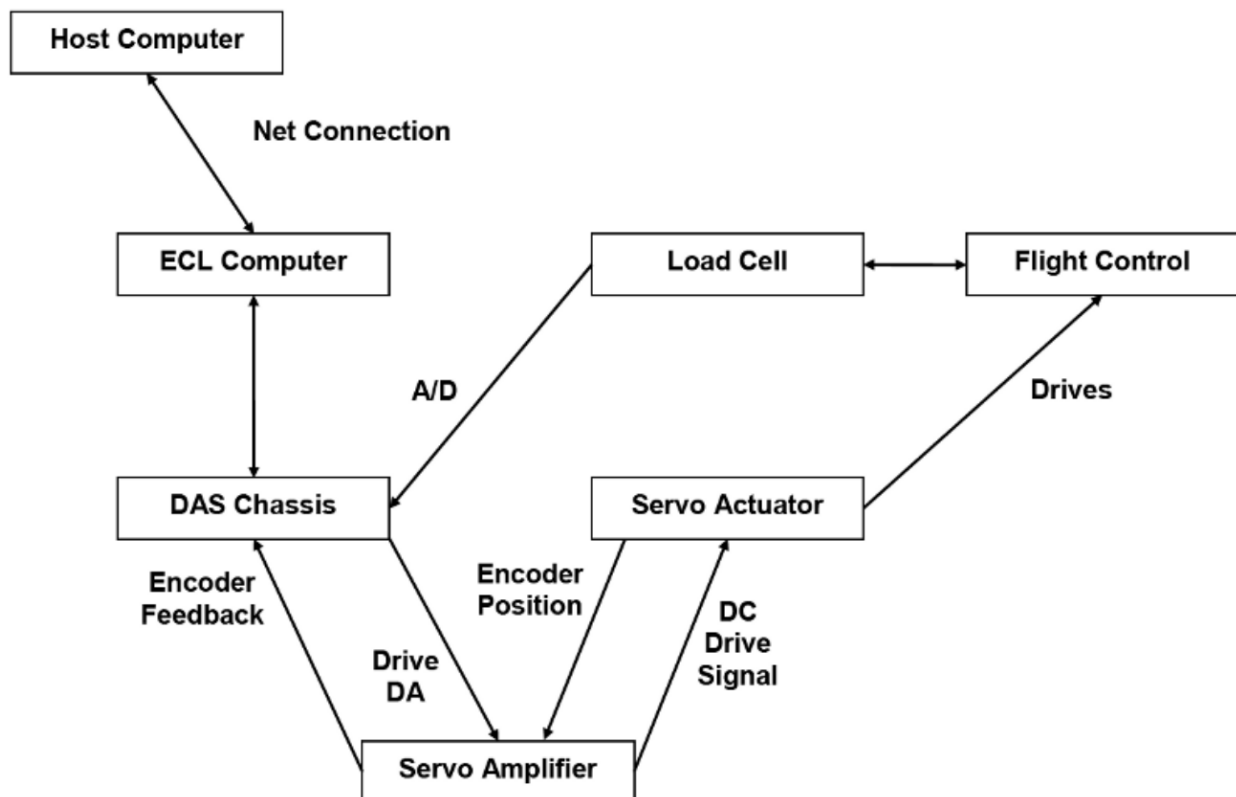 Host Computer
Net Connection
ECL Computer
Load Cell
Flight Control
A/D
Drives
DAS Chassis
Servo Actuator
Encoder
Feedback
Drive
DA
Encoder
Position
DC
Drive
Signal
Servo Amplifier